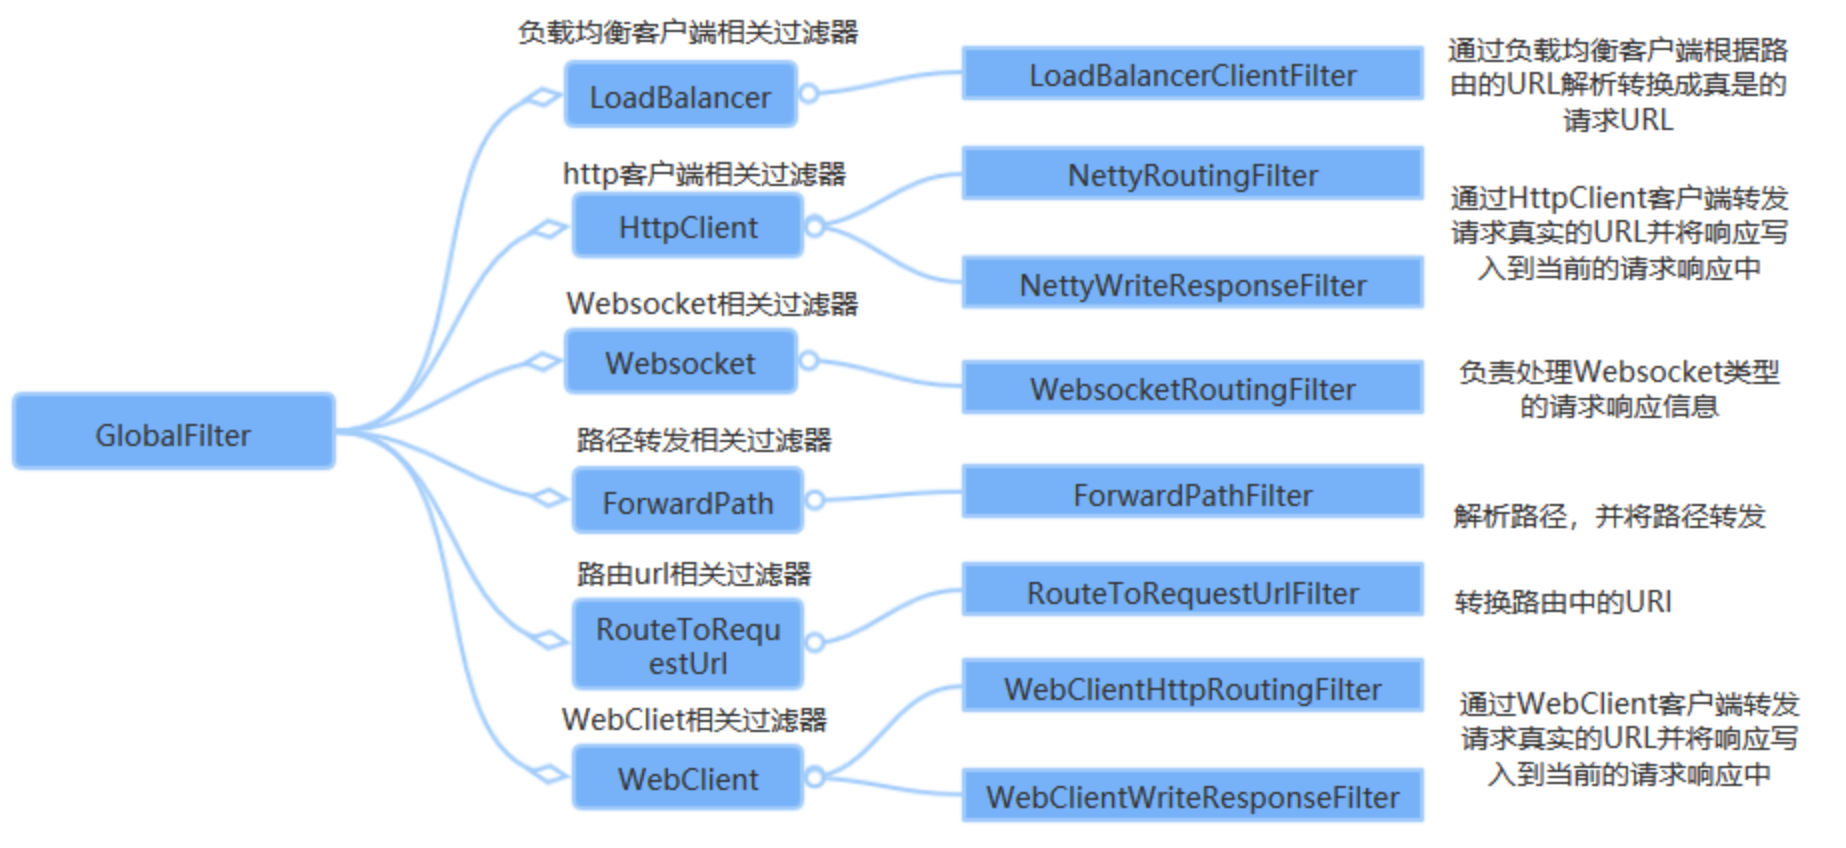 负载均衡客户端相关过滤器
LoadBalancer
LoadBalancerClientFilter
通过负载均衡客户端根据路
由的URL解析转换成真是的
请求URL
http客户端相关过滤器
HttpClient
NettyRoutingFilter
NettyWriteResponseFilter
通过HttpClient客户端转发
请求真实的URL并将响应写
入到当前的请求响应中
Websocket相关过滤器
Websocket
WebsocketRoutingFilter
负责处理Websocket类型
的请求响应信息
GlobalFilter
路径转发相关过滤器
ForwardPath
ForwardPathFilter
解析路径，并将路径转发
路由url相关过滤器
RouteToRequ
estUrl
RouteToRequestUrlFilter
转换路由中的URI
WebCliet相关过滤器
WebClient
WebClientHttpRoutingFilter
WebClientWriteResponseFilter
通过WebClient客户端转发
请求真实的URL并将响应写
入到当前的请求响应中